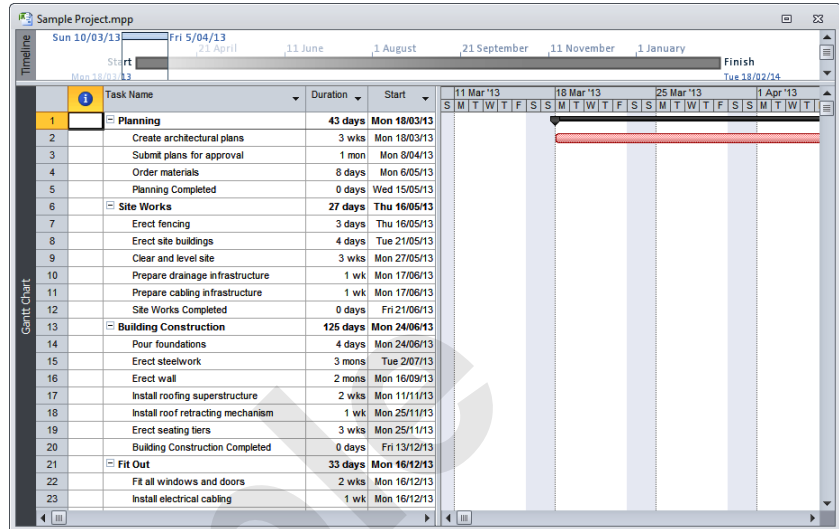 Sample Project.mpp
Timeline
Sun 10/03/13 Fri 5/04/13
21 April 11 June 1 August 21 September 11 November 1 January
Start Finish
Mon 18/03/13 Tue 18/02/14
Gantt Chart
Task Name Duration Start 11 Mar '13 18 Mar '13 25 Mar '13 1 Apr '13
S M T W T F S S M T W T F S S M T W T F S S M T W T
1 Planning 43 days Mon 18/03/13
2 Create architectural plans 3 wks Mon 18/03/13
3 Submit plans for approval 1 mon Mon 8/04/13
4 Order materials 8 days Mon 6/05/13
5 Planning Completed 0 days Wed 15/05/13
6 Site Works 27 days Thu 16/05/13
7 Erect fencing 3 days Thu 16/05/13
8 Erect site buildings 4 days Tue 21/05/13
9 Clear and level site 3 wks Mon 27/05/13
10 Prepare drainage infrastructure 1 wk Mon 17/06/13
11 Prepare cabling infrastructure 1 wk Mon 17/06/13
12 Site Works Completed 0 days Fri 21/06/13
13 Building Construction 125 days Mon 24/06/13
14 Pour foundations 4 days Mon 24/06/13
15 Erect steelwork 3 mons Tue 2/07/13
16 Erect wall 2 mons Mon 16/09/13
17 Install roofing superstructure 2 wks Mon 11/11/13
18 Install roof retracting mechanism 1 wk Mon 25/11/13
19 Erect seating tiers 3 wks Mon 25/11/13
20 Building Construction Completed 0 days Fri 13/12/13
21 Fit Out 33 days Mon 16/12/13
22 Fit all windows and doors 2 wks Mon 16/12/13
23 Install electrical cabling 1 wk Mon 16/12/13